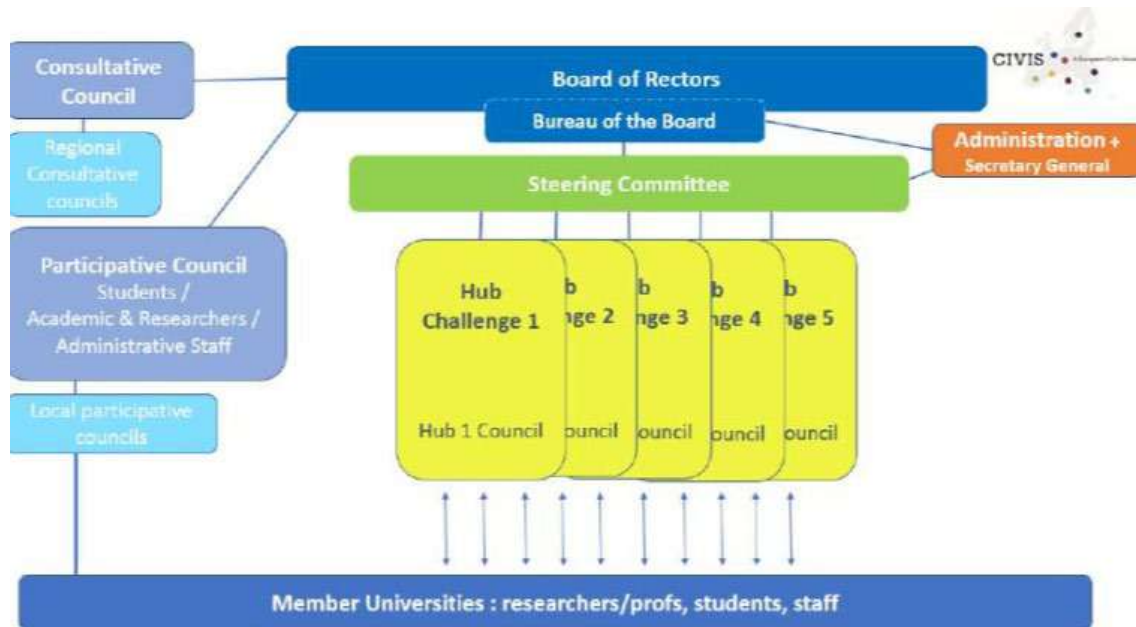 Consultative
Council
Board of Rectors
CIVIS
Bureau of the Board
Administration +
Secretary General
Regional
Consultative
councils
Steering Committee
Participative Council
Students /
Academic & Researchers /
Administrative Staff
Hub
Challenge 1
b
nge 2
b
nge 3
b
nge 4
b
nge 5
Local participative
councils
Hub 1 Council
ouncil
ouncil
ouncil
ouncil
Member Universities : researchers/profs, students, staff